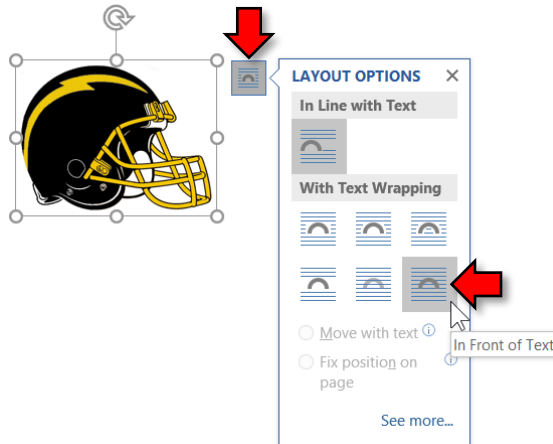 LAYOUT OPTIONS
In Line with Text
With Text Wrapping
Move with text
In Front of Text
Fix position on
page
See more...